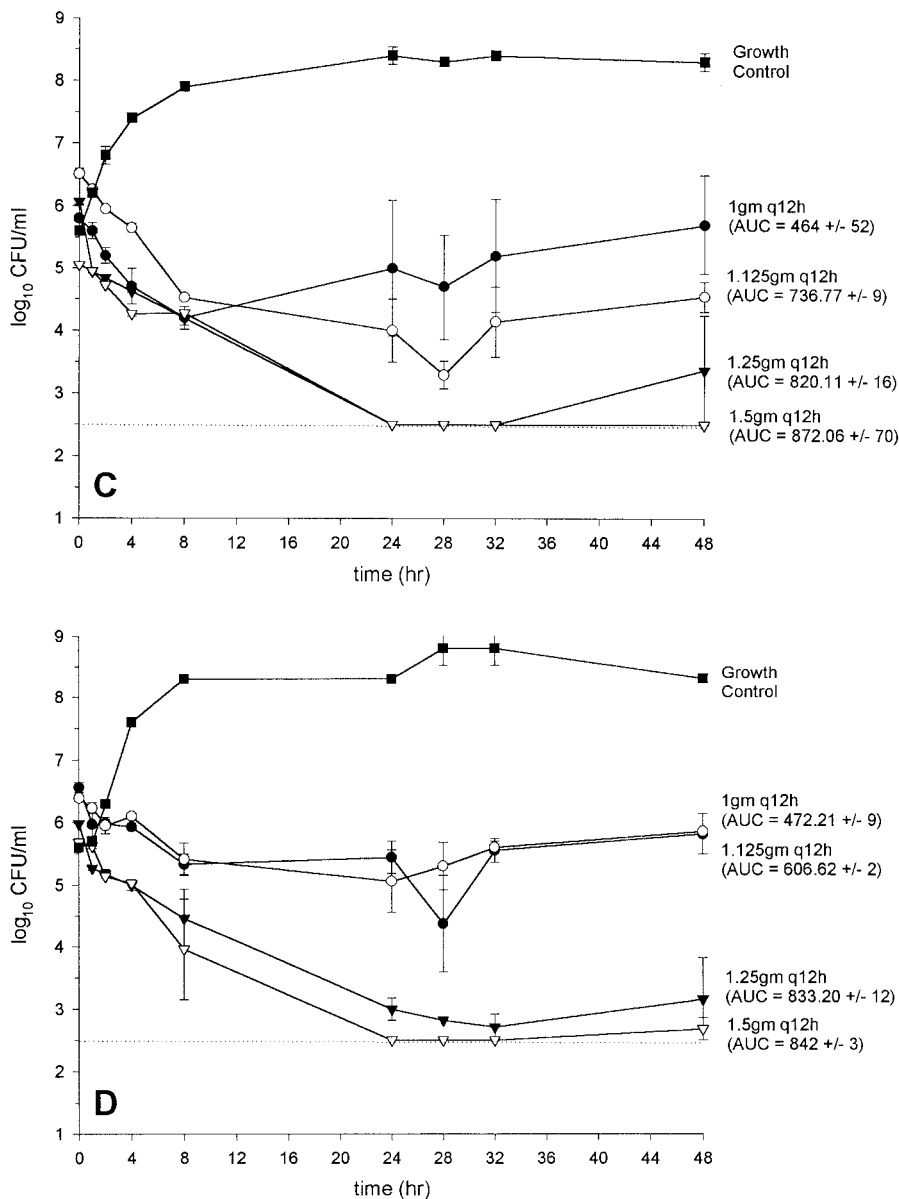 9
8
7
6
5
4
3
2
1
log10 CFU/ml
Growth
Control
1gm q12h
(AUC = 464 +/- 52)
1.125gm q12h
(AUC = 736.77 +/- 9)
1.25gm q12h
(AUC = 820.11 +/- 16)
1.5gm q12h
(AUC = 872.06 +/- 70)
C
0 4 8 12 16 20 24 28 32 36 40 44 48
time (hr)
9
8
7
6
5
4
3
2
1
log10 CFU/ml
Growth
Control
1gm q12h
(AUC = 472.21 +/- 9)
1.125gm q12h
(AUC = 606.62 +/- 2)
1.25gm q12h
(AUC = 833.20 +/- 12)
1.5gm q12h
(AUC = 842 +/- 3)
D
0 4 8 12 16 20 24 28 32 36 40 44 48
time (hr)